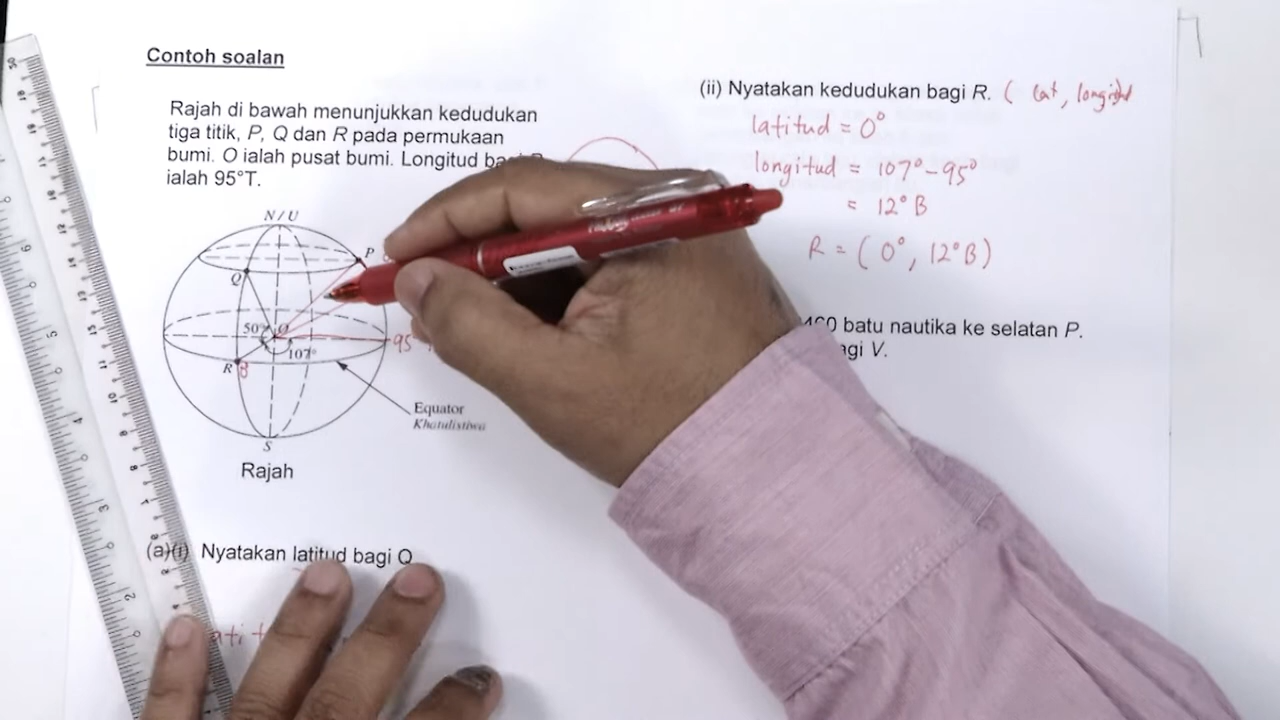 Contoh soalan
Rajah di bawah menunjukkan kedudukan
tiga titik, P, Q dan R pada permukaan
bumi. O ialah pusat bumi. Longitud
ialah 95°T.
N / U
P
Q
50°
O
107°
95°
R
θ
Equator
Khatulistiwa
S
Rajah
(a)(i) Nyatakan latitud bagi Q
(ii) Nyatakan kedudukan bagi R. ( lat, longitud
latitud = 0°
longitud = 107° - 95°
= 12° B
R = ( 0°, 12°B )
460 batu nautika ke selatan P.
V.